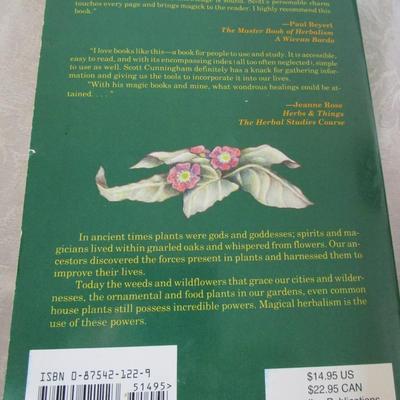 touches every page and brings magick to the reader. I highly recommend this
book."
—Paul Beyerl
The Master Book of Herbalism
A Wiccan Bardo
"I love books like this—a book for people to use and study. It is accessible,
easy to read, and with its encompassing index (all too often neglected), simple
to use as well. Scott Cunningham definitely has a knack for gathering infor-
mation and giving us the tools to incorporate it into our lives.
"With his magic books and mine, what wondrous healings could be at-
tained. . . ."
—Jeanne Rose
Herbs & Things
The Herbal Studies Course
In ancient times plants were gods and goddesses; spirits and ma-
gicians lived within gnarled oaks and whispered from flowers. Our an-
cestors discovered the forces present in plants and harnessed them to
improve their lives.
Today the weeds and wildflowers that grace our cities and wilder-
nesses, the ornamental and food plants in our gardens, even common
house plants still possess incredible powers. Magical herbalism is
the use of these powers.
ISBN 0-87542-122-9
51495>
$14.95 US
$22.95 CAN